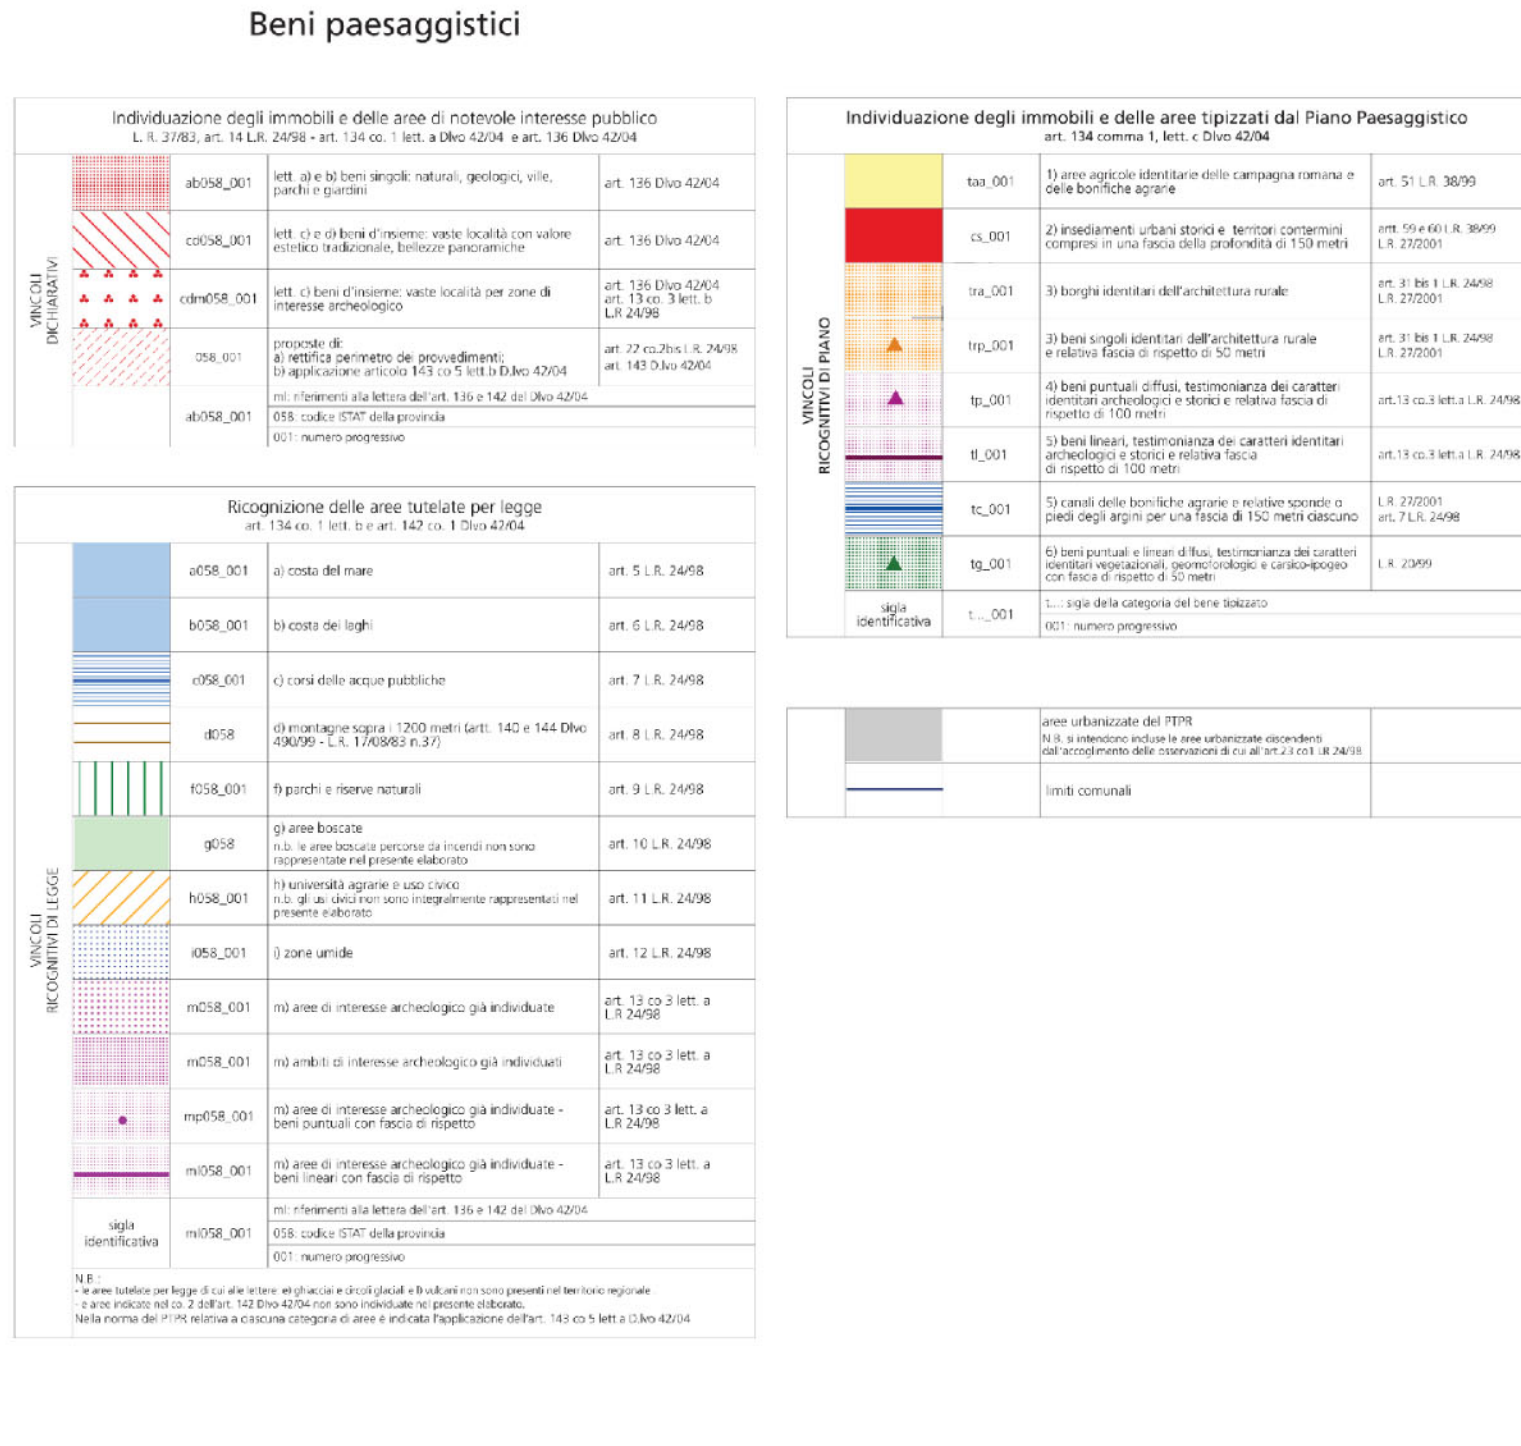 Beni paesaggistici
Individuazione degli immobili e delle aree di notevole interesse pubblico
L. R. 37/83, art. 14 L.R. 24/98 - art. 134 co. 1 lett. a Dlvo 42/04 e art. 136 Dlvo 42/04
VINCOLI
DICHIARATIVI
ab058_001
lett. a) e b) beni singoli: naturali, geologici, ville,
parchi e giardini
art. 136 Dlvo 42/04
cd058_001
lett. c) e d) beni d'insieme: vaste località con valore
estetico tradizionale, bellezze panoramiche
art. 136 Dlvo 42/04
cdm058_001
lett. c) beni d'insieme: vaste località per zone di
interesse archeologico
art. 136 Dlvo 42/04
art. 13 co. 3 lett. b
L.R 24/98
058_001
proposte di:
a) rettifica perimetro dei provvedimenti;
b) applicazione articolo 143 co 5 lett.b D.lvo 42/04
art. 22 co.2bis L.R. 24/98
art. 143 D.lvo 42/04
ab058_001
ml: riferimenti alla lettera dell'art. 136 e 142 del Dlvo 42/04
058: codice ISTAT della provincia
001: numero progressivo
Ricognizione delle aree tutelate per legge
art. 134 co. 1 lett. b e art. 142 co. 1 Dlvo 42/04
VINCOLI
RICOGNITIVI DI LEGGE
a058_001
a) costa del mare
art. 5 L.R. 24/98
b058_001
b) costa dei laghi
art. 6 L.R. 24/98
c058_001
c) corsi delle acque pubbliche
art. 7 L.R. 24/98
d058
d) montagne sopra i 1200 metri (artt. 140 e 144 Dlvo
490/99 - L.R. 17/08/83 n.37)
art. 8 L.R. 24/98
f058_001
f) parchi e riserve naturali
art. 9 L.R. 24/98
g058
g) aree boscate
n.b. le aree boscate percorse da incendi non sono
rappresentate nel presente elaborato
art. 10 L.R. 24/98
h058_001
h) università agrarie e uso civico
n.b. gli usi civici non sono integralmente rappresentati nel
presente elaborato
art. 11 L.R. 24/98
i058_001
i) zone umide
art. 12 L.R. 24/98
m058_001
m) aree di interesse archeologico già individuate
art. 13 co 3 lett. a
L.R 24/98
m058_001
m) ambiti di interesse archeologico già individuati
art. 13 co 3 lett. a
L.R 24/98
mp058_001
m) aree di interesse archeologico già individuate -
beni puntuali con fascia di rispetto
art. 13 co 3 lett. a
L.R 24/98
ml058_001
m) aree di interesse archeologico già individuate -
beni lineari con fascia di rispetto
art. 13 co 3 lett. a
L.R 24/98
sigla
identificativa
ml058_001
ml: riferimenti alla lettera dell'art. 136 e 142 del Dlvo 42/04
058: codice ISTAT della provincia
001: numero progressivo
N.B.:
- le aree tutelate per legge di cui alle lettere: e) ghiacciai e circoli glaciali e l) vulcani non sono presenti nel territorio regionale
- e aree indicate nel co. 2 dell'art. 142 Dlvo 42/04 non sono individuate nel presente elaborato.
Nella norma del PTPR relativa a ciascuna categoria di aree è indicata l'applicazione dell'art. 143 co 5 lett.a D.lvo 42/04
Individuazione degli immobili e delle aree tipizzati dal Piano Paesaggistico
art. 134 comma 1, lett. c Dlvo 42/04
VINCOLI
RICOGNITIVI DI PIANO
taa_001
1) aree agricole identitarie delle campagna romana e
delle bonifiche agrarie
art. 51 L.R. 38/99
cs_001
2) insediamenti urbani storici e territori contermini
compresi in una fascia della profondità di 150 metri
artt. 59 e 60 L.R. 38/99
L.R. 27/2001
tra_001
3) borghi identitari dell'architettura rurale
art. 31 bis 1 L.R. 24/98
L.R. 27/2001
trp_001
3) beni singoli identitari dell'architettura rurale
e relativa fascia di rispetto di 50 metri
art. 31 bis 1 L.R. 24/98
L.R. 27/2001
tp_001
4) beni puntuali diffusi, testimonianza dei caratteri
identitari archeologici e storici e relativa fascia di
rispetto di 100 metri
art.13 co.3 lett.a L.R. 24/98
tl_001
5) beni lineari, testimonianza dei caratteri identitari
archeologici e storici e relativa fascia
di rispetto di 100 metri
art.13 co.3 lett.a L.R. 24/98
tc_001
5) canali delle bonifiche agrarie e relative sponde o
piedi degli argini per una fascia di 150 metri ciascuno
L.R. 27/2001
art. 7 L.R. 24/98
tg_001
6) beni puntuali e lineari diffusi, testimonianza dei caratteri
identitari vegetazionali, geomoforologici e carsico-ipogeo
con fascia di rispetto di 50 metri
L.R. 20/99
sigla
identificativa
t..._001
t...: sigla della categoria del bene tipizzato
001: numero progressivo
aree urbanizzate del PTPR
N.B. si intendono incluse le aree urbanizzate discendenti
dall'accoglimento delle osservazioni di cui all'art.23 co1 LR 24/98
limiti comunali